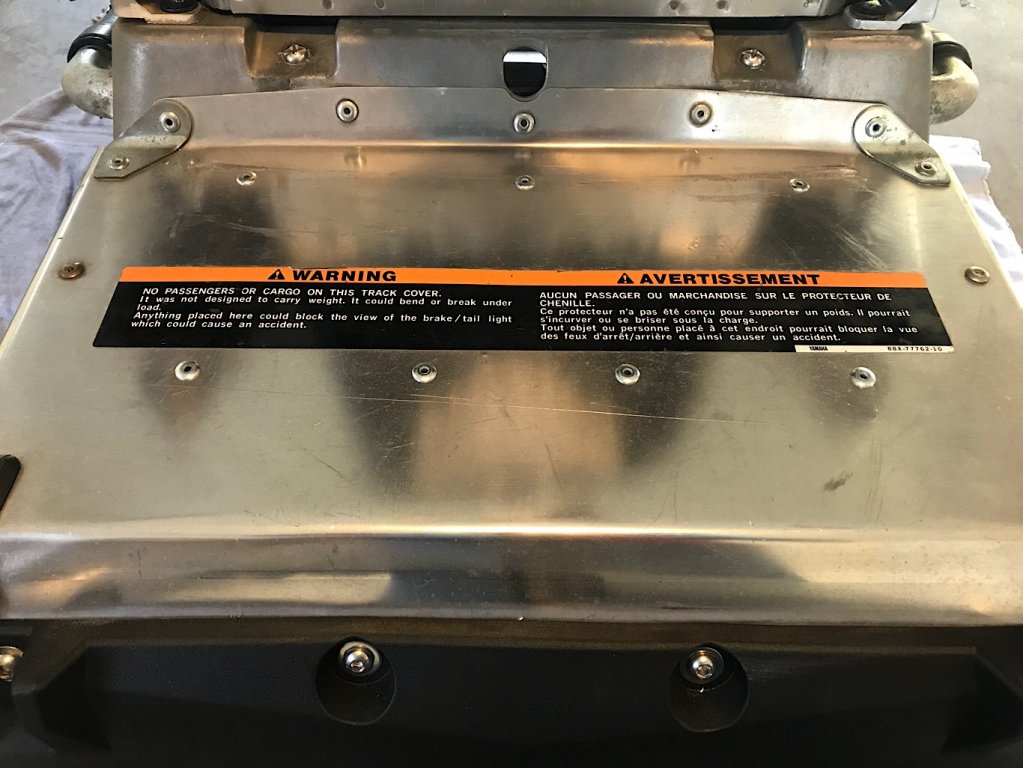 WARNING
NO PASSENGERS OR CARGO ON THIS TRACK COVER.
It was not designed to carry weight. It could bend or break under
load.
Anything placed here could block the view of the brake/tail light
which could cause an accident.
AVERTISSEMENT
AUCUN PASSAGER OU MARCHANDISE SUR LE PROTECTEUR DE
CHENILLE.
Ce protecteur n'a pas été conçu pour supporter un poids. Il pourrait
s'incurver ou se briser sous la charge.
Tout objet ou personne placé à cet endroit pourrait bloquer la vue
des feux d'arrêt/arrière et ainsi causer un accident.
YAMAHA 88X-77762-10